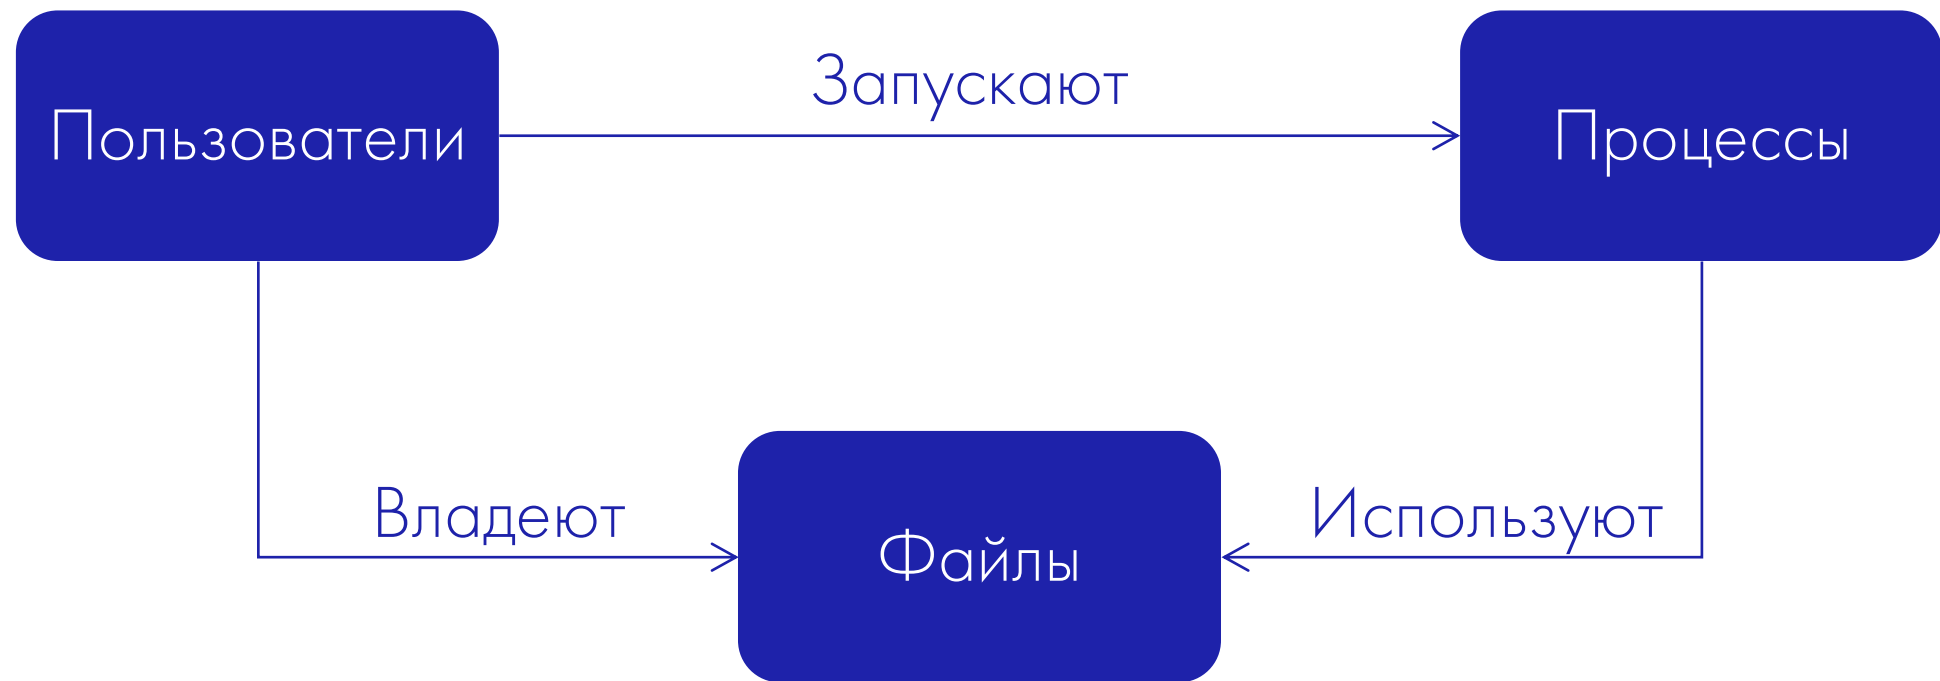 Запускают
Пользователи
Процессы
Владеют
Используют
Файлы